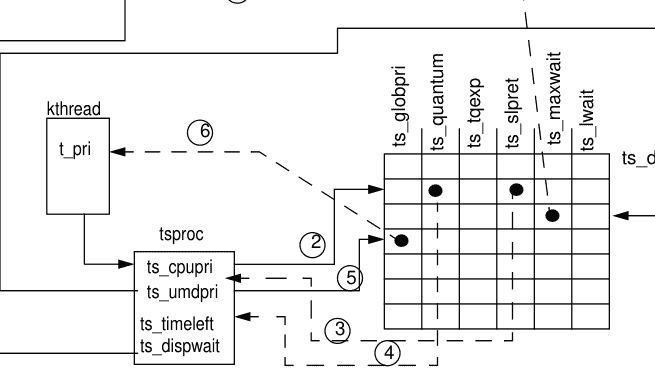 ts_globpri
ts_quantum
ts_tqexp
ts_slpret
ts_maxwait
ts_lwait
kthread
t_pri
6
ts_d
tsproc
2
ts_cpupri
5
ts_umdpri
ts_timeleft
3
ts_dispwait
4